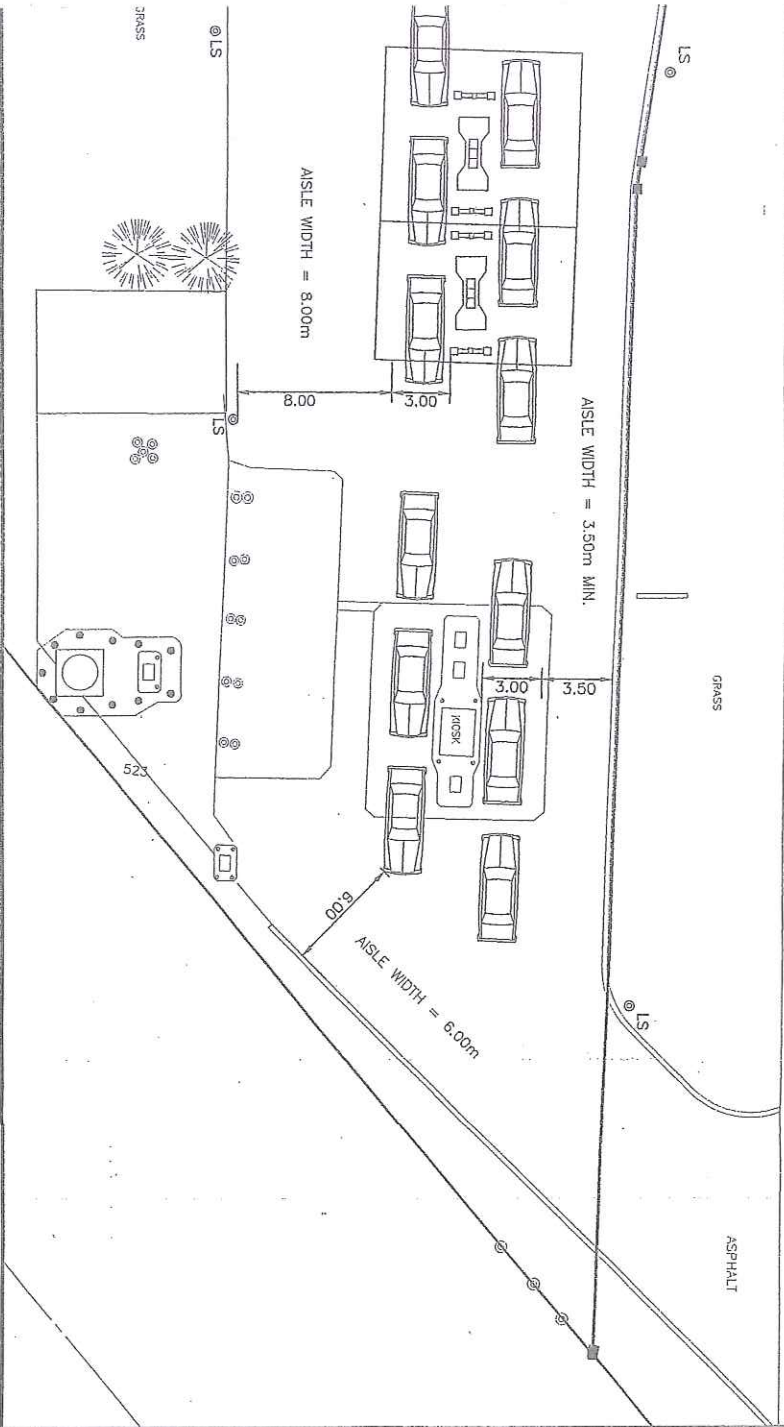 GRASS
LS
LS
AISLE WIDTH = 8.00m
8.00
3.00
LS
AISLE WIDTH = 3.50m MIN.
GRASS
3.00
3.50
KIOSK
523
6.00
AISLE WIDTH = 6.00m
LS
ASPHALT